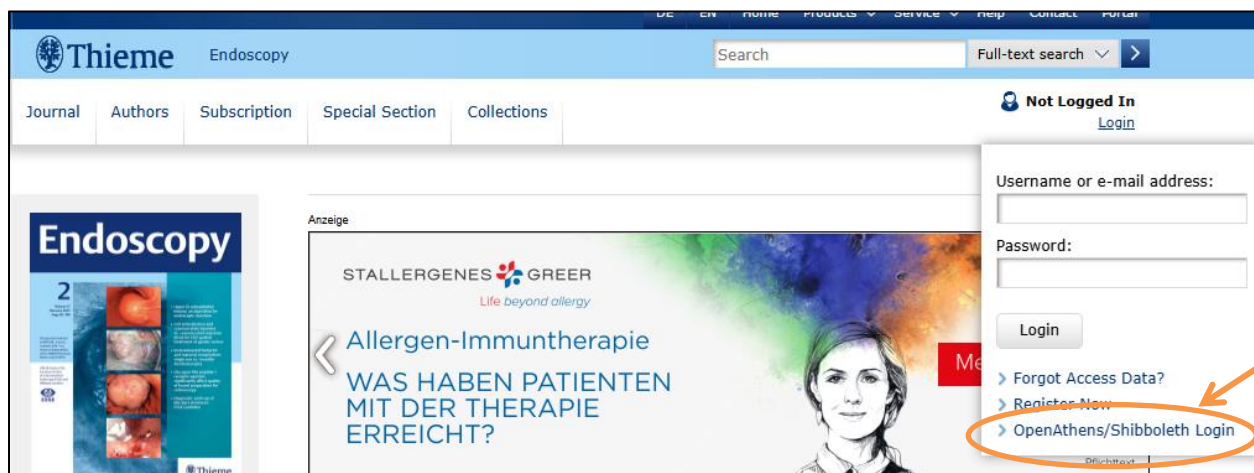 DE EN Home Products Service Help Contact Portal
Thieme Endoscopy Search Full-text search
Journal Authors Subscription Special Section Collections
Not Logged In
Login
Username or e-mail address:
Password:
Login
Forgot Access Data?
Register Now
OpenAthens/Shibboleth Login
Pflichttext
Anzeige
Endoscopy
2
Thieme
STALLERGENES GREER
Life beyond allergy
Allergen-Immuntherapie
WAS HABEN PATIENTEN
MIT DER THERAPIE
ERREICHT?
Me